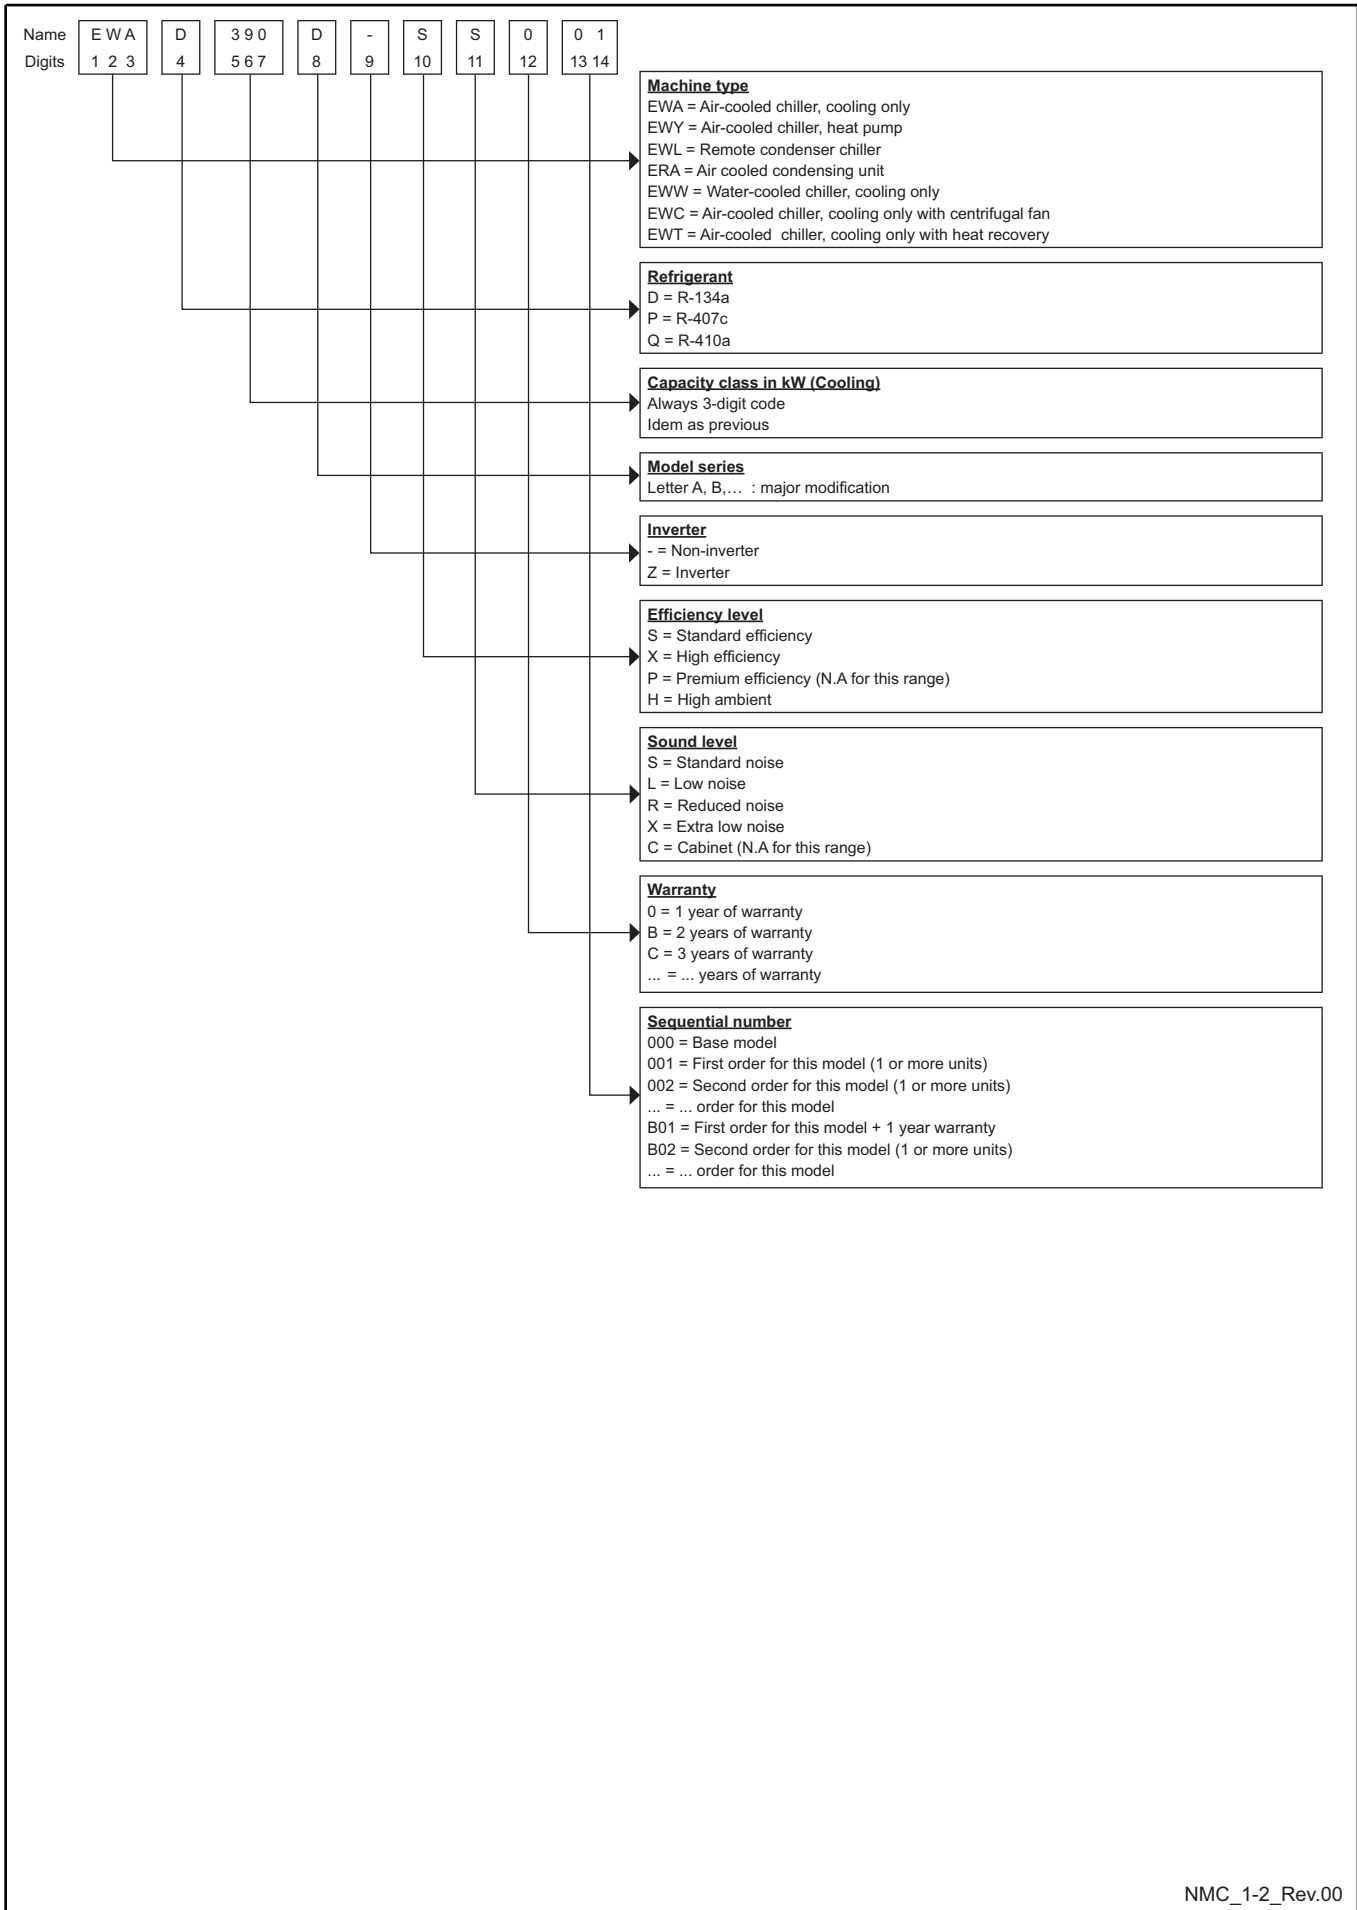 Name E W A D 3 9 0 D - S S 0 0 1
Digits 1 2 3 4 5 6 7 8 9 10 11 12 13 14
Machine type
EWA = Air-cooled chiller, cooling only
EWY = Air-cooled chiller, heat pump
EWL = Remote condenser chiller
ERA = Air cooled condensing unit
EWW = Water-cooled chiller, cooling only
EWC = Air-cooled chiller, cooling only with centrifugal fan
EWT = Air-cooled chiller, cooling only with heat recovery
Refrigerant
D = R-134a
P = R-407c
Q = R-410a
Capacity class in kW (Cooling)
Always 3-digit code
Idem as previous
Model series
Letter A, B,… : major modification
Inverter
- = Non-inverter
Z = Inverter
Efficiency level
S = Standard efficiency
X = High efficiency
P = Premium efficiency (N.A for this range)
H = High ambient
Sound level
S = Standard noise
L = Low noise
R = Reduced noise
X = Extra low noise
C = Cabinet (N.A for this range)
Warranty
0 = 1 year of warranty
B = 2 years of warranty
C = 3 years of warranty
... = ... years of warranty
Sequential number
000 = Base model
001 = First order for this model (1 or more units)
002 = Second order for this model (1 or more units)
... = ... order for this model
B01 = First order for this model + 1 year warranty
B02 = Second order for this model (1 or more units)
... = ... order for this model
NMC_1-2_Rev.00